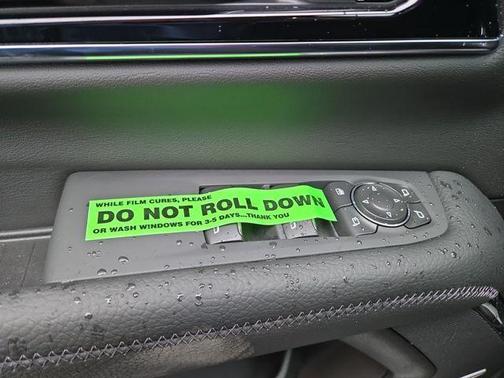 WHILE FILM CURES, PLEASE
DO NOT ROLL DOWN
OR WASH WINDOWS FOR 3-5 DAYS...THANK YOU